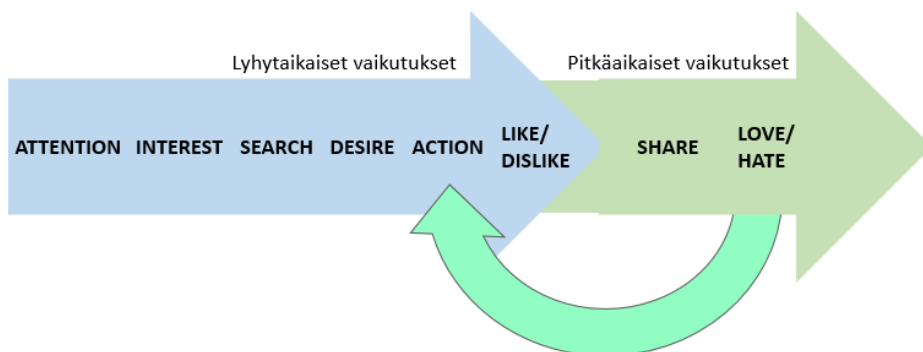 Lyhytaikaiset vaikutukset
Pitkäaikaiset vaikutukset
ATTENTION INTEREST SEARCH DESIRE ACTION
LIKE/
DISLIKE
SHARE
LOVE/
HATE